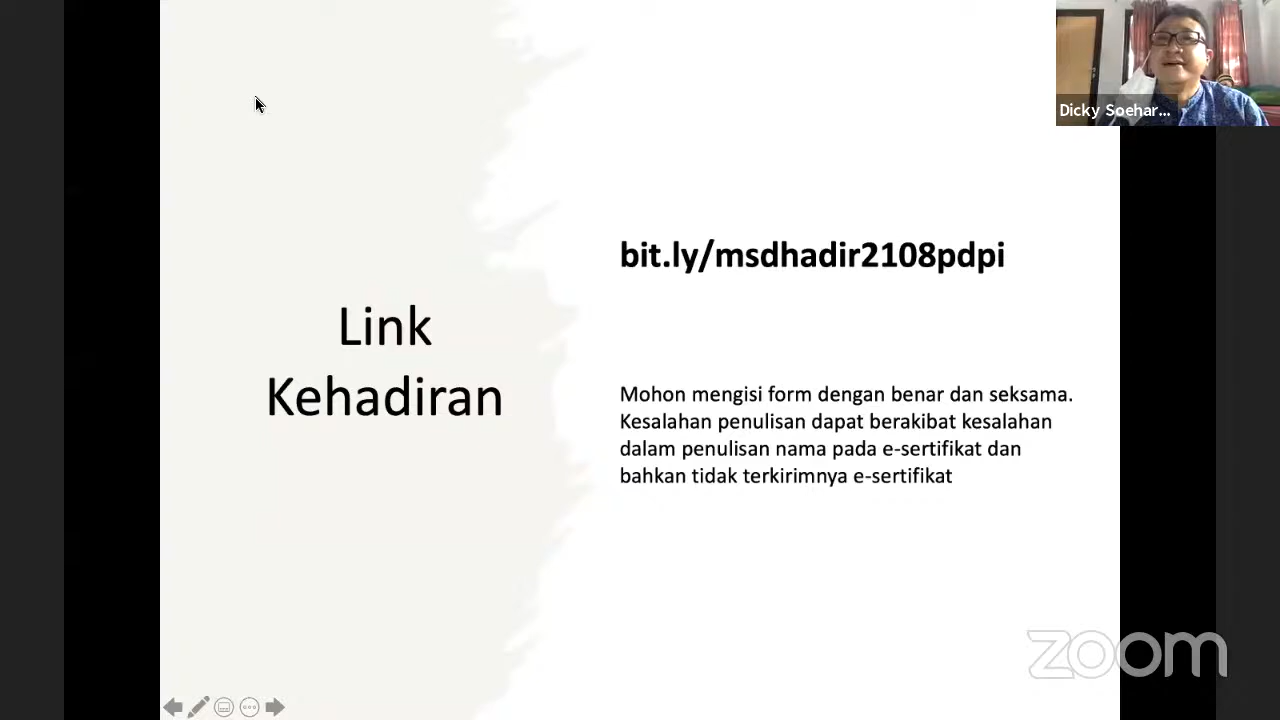 Dicky Soehar...
bit.ly/msdhadir2108pdpi
Link
Kehadiran
Mohon mengisi form dengan benar dan seksama.
Kesalahan penulisan dapat berakibat kesalahan
dalam penulisan nama pada e-sertifikat dan
bahkan tidak terkirimnya e-sertifikat
zoom